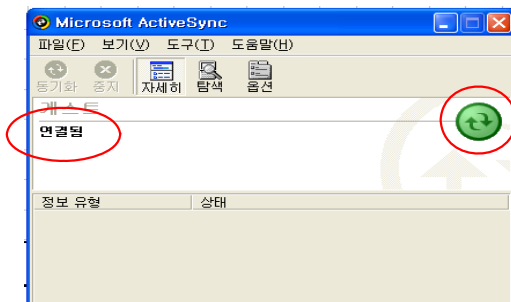 Microsoft ActiveSync
파일(F) 보기(V) 도구(T) 도움말(H)
동기화 중지 자세히 탐색 옵션
게스트
연결됨
정보 유형 상태